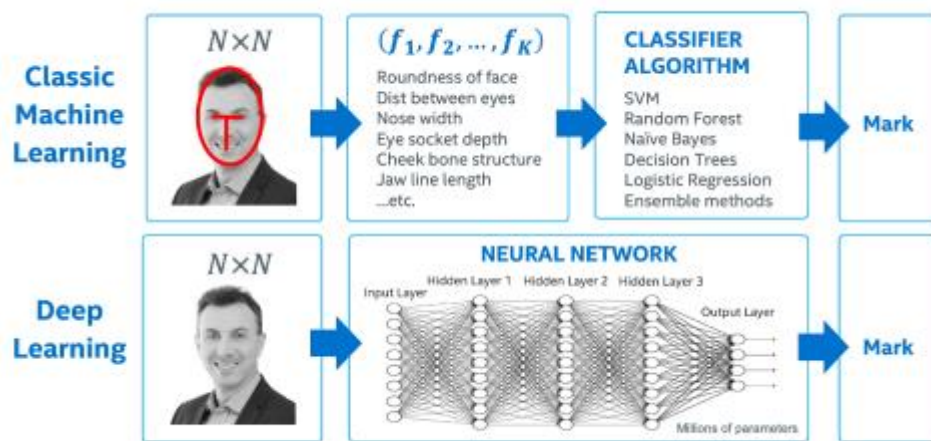 Classic
Machine
Learning
N×N
(f1, f2, ..., fK)
Roundness of face
Dist between eyes
Nose width
Eye socket depth
Cheek bone structure
Jaw line length
...etc.
CLASSIFIER
ALGORITHM
SVM
Random Forest
Naïve Bayes
Decision Trees
Logistic Regression
Ensemble methods
Mark
Deep
Learning
N×N
NEURAL NETWORK
Input Layer
Hidden Layer 1
Hidden Layer 2
Hidden Layer 3
Output Layer
Millions of parameters
Mark